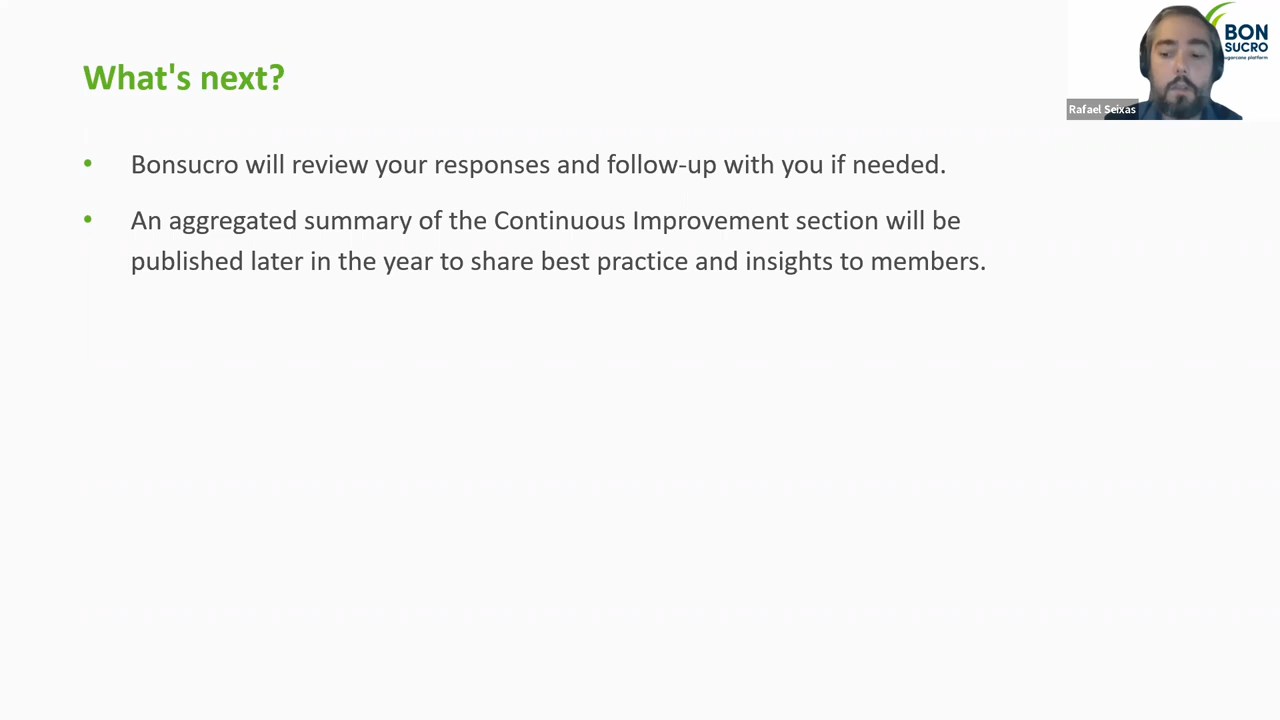 What's next?
• Bonsucro will review your responses and follow-up with you if needed.
• An aggregated summary of the Continuous Improvement section will be
published later in the year to share best practice and insights to members.
BON
SUCRO
ugarcane platform
Rafael Seixas